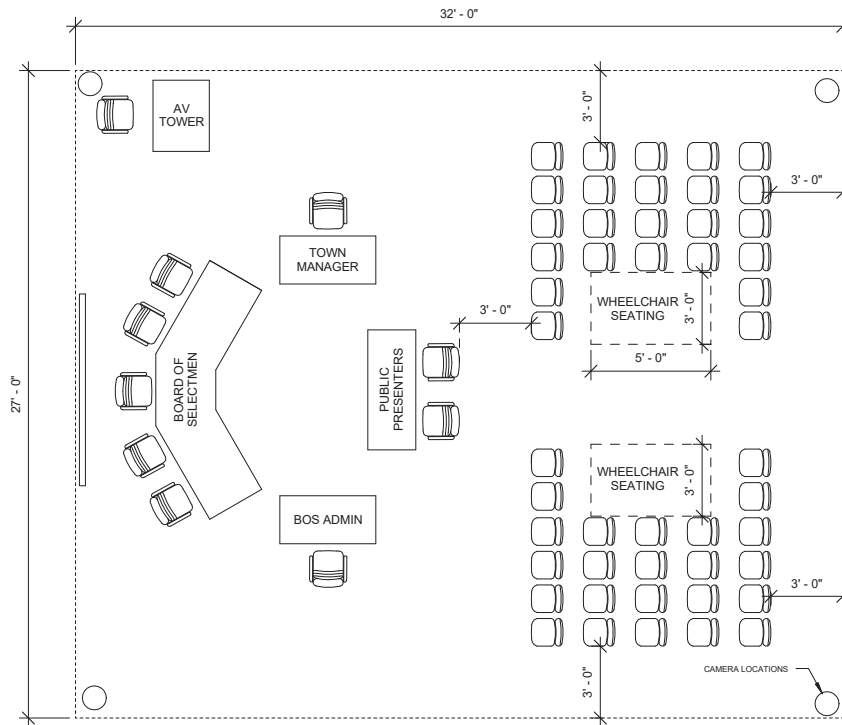 32' - 0"
AV
TOWER
3' - 0"
3' - 0"
TOWN
MANAGER
3' - 0"
WHEELCHAIR
SEATING
3' - 0"
5' - 0"
27' - 0"
BOARD OF
SELECTMEN
PUBLIC
PRESENTERS
WHEELCHAIR
SEATING
3' - 0"
BOS ADMIN
3' - 0"
3' - 0"
CAMERA LOCATIONS